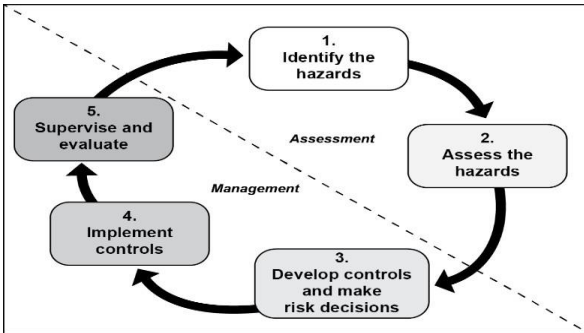 1.
Identify the
hazards
2.
Assess the
hazards
3.
Develop controls
and make
risk decisions
4.
Implement
controls
5.
Supervise and
evaluate
Assessment
Management